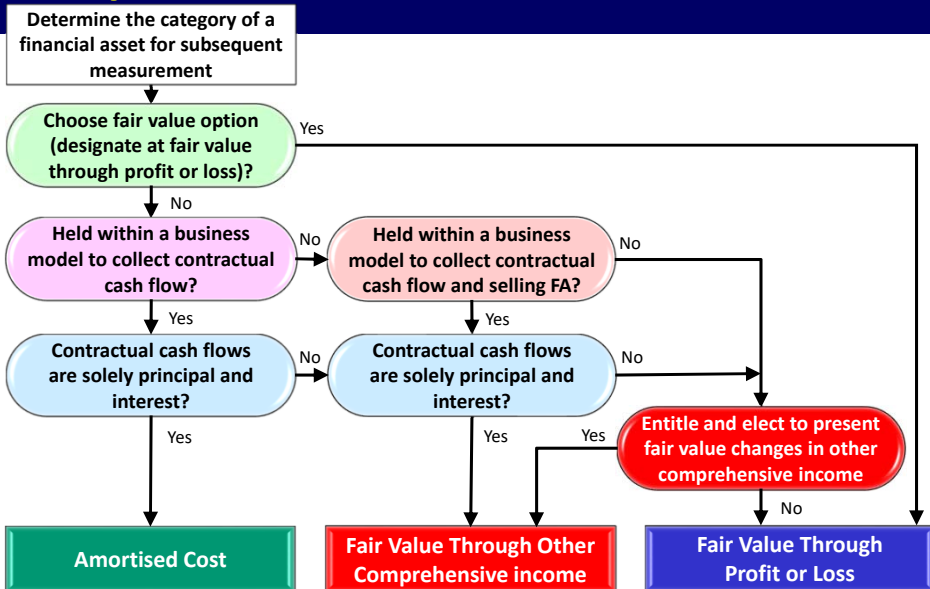 Determine the category of a
financial asset for subsequent
measurement
Choose fair value option
(designate at fair value
through profit or loss)?
Yes
No
Held within a business
model to collect contractual
cash flow?
No
Held within a business
model to collect contractual
cash flow and selling FA?
No
Yes
Yes
Contractual cash flows
are solely principal and
interest?
No
Contractual cash flows
are solely principal and
interest?
No
Yes
Yes
Yes
Entitle and elect to present
fair value changes in other
comprehensive income
No
Amortised Cost
Fair Value Through Other
Comprehensive income
Fair Value Through
Profit or Loss